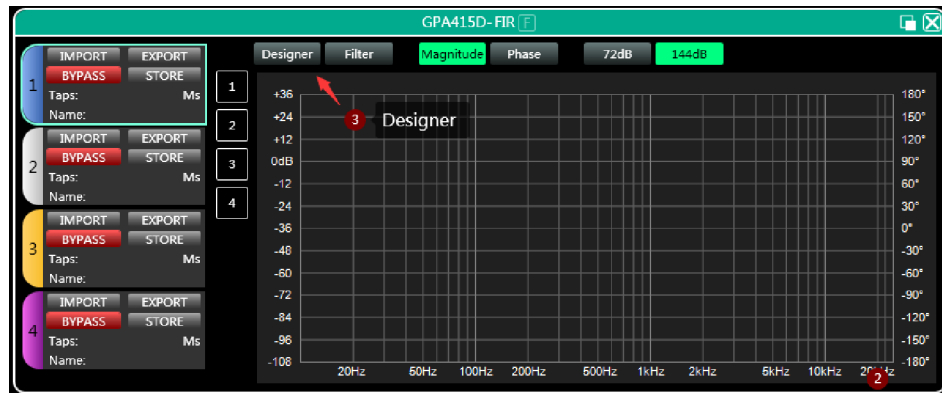 GPA415D-FIR F
IMPORT EXPORT
BYPASS STORE
1
Taps: Ms
Name:
IMPORT EXPORT
BYPASS STORE
2
Taps: Ms
Name:
IMPORT EXPORT
BYPASS STORE
3
Taps: Ms
Name:
IMPORT EXPORT
BYPASS STORE
4
Taps: Ms
Name:
1
2
3
4
Designer Filter Magnitude Phase 72dB 144dB
3 Designer
+36
+24
+12
0dB
-12
-24
-36
-48
-60
-72
-84
-96
-108
180°
150°
120°
90°
60°
30°
0°
-30°
-60°
-90°
-120°
-150°
-180°
20Hz 50Hz 100Hz 200Hz 500Hz 1kHz 2kHz 5kHz 10kHz
2